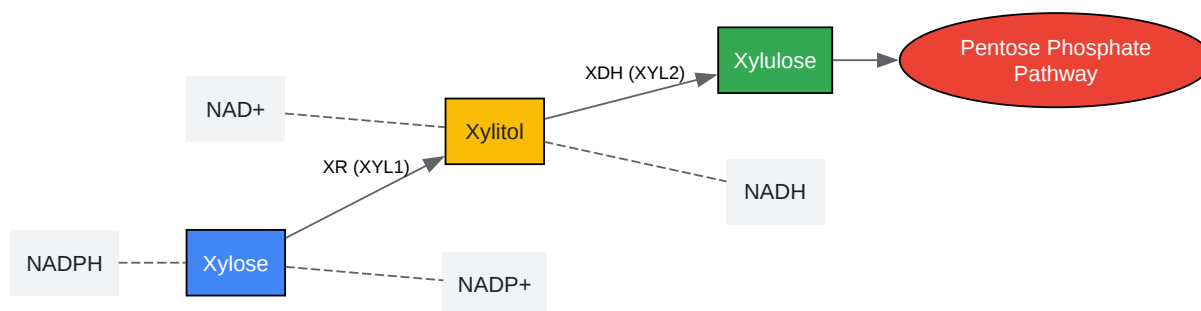 Pentose Phosphate
Pathway
Xylulose
XDH (XYL2)
NAD+
Xylitol
XR (XYL1)
NADH
NADPH
Xylose
NADP+